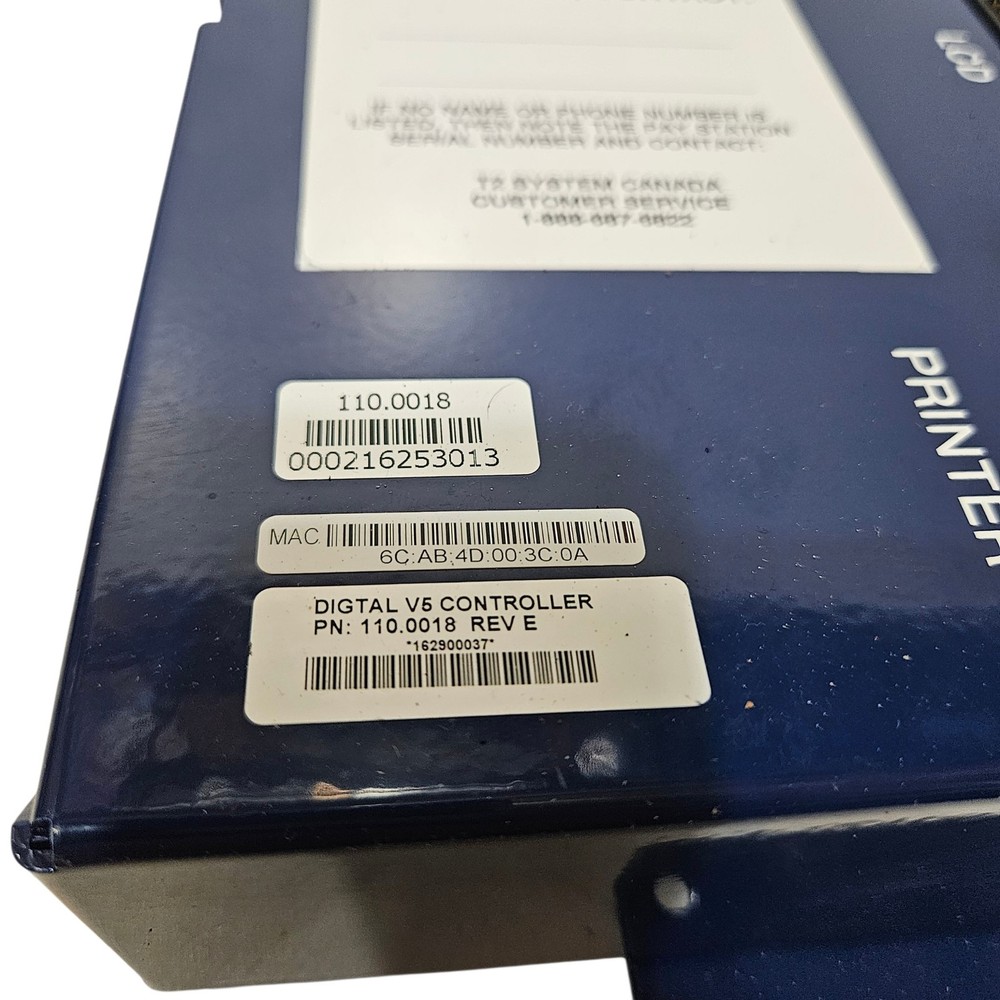 LCD
IF NO NAME OR PHONE NUMBER IS
LISTED, THEN NOTE THE PAY STATION
SERIAL NUMBER AND CONTACT:
T2 SYSTEM CANADA
CUSTOMER SERVICE
PRINTER
110.0018
000216253013
MAC
6C:AB:4D:00:3C:0A
DIGTAL V5 CONTROLLER
PN: 110.0018 REV E
*162900037*